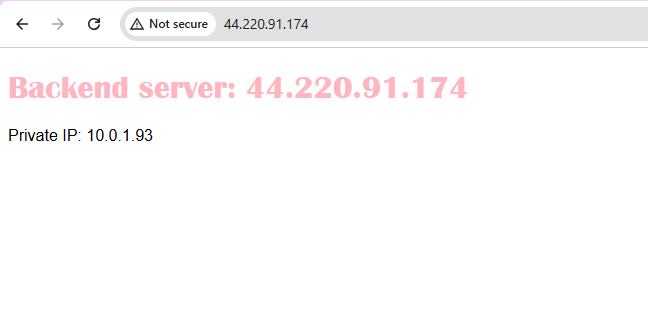 Not secure 44.220.91.174
Backend server: 44.220.91.174
Private IP: 10.0.1.93